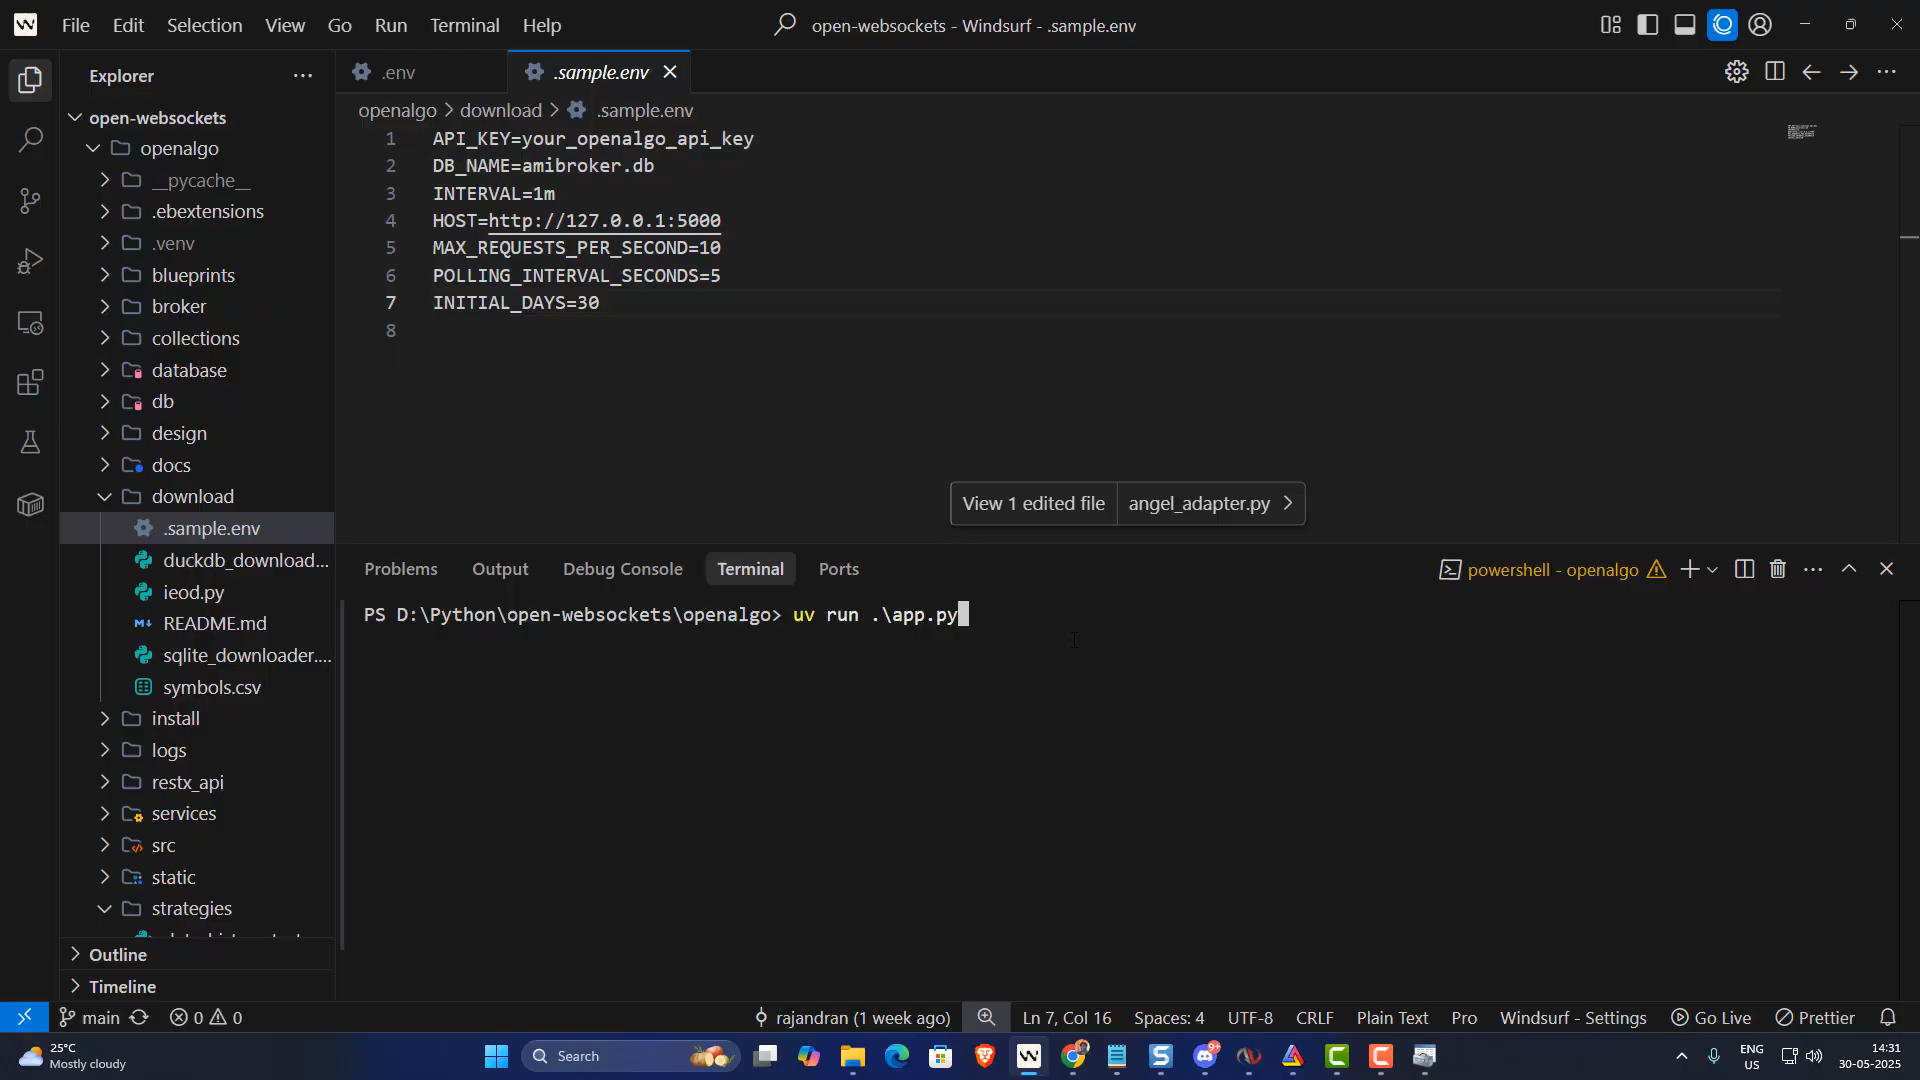 File Edit Selection View Go Run Terminal Help
open-websockets - Windsurf - .sample.env
Explorer
.env
.sample.env
openalgo > download > .sample.env
open-websockets
openalgo
__pycache__
.ebextensions
.venv
blueprints
broker
collections
database
db
design
docs
download
.sample.env
duckdb_download...
ieod.py
README.md
sqlite_downloader....
symbols.csv
install
logs
restx_api
services
src
static
strategies
Outline
Timeline
1 API_KEY=your_openalgo_api_key
2 DB_NAME=amibroker.db
3 INTERVAL=1m
4 HOST=http://127.0.0.1:5000
5 MAX_REQUESTS_PER_SECOND=10
6 POLLING_INTERVAL_SECONDS=5
7 INITIAL_DAYS=30
8
View 1 edited file angel_adapter.py
Problems Output Debug Console Terminal Ports
powershell - openalgo
PS D:\Python\open-websockets\openalgo> uv run .\app.py
main 0 0 rajandran (1 week ago) Ln 7, Col 16 Spaces: 4 UTF-8 CRLF Plain Text Pro Windsurf - Settings Go Live Prettier
25°C
Mostly cloudy
Search
9+
ENG
US
14:31
30-05-2025